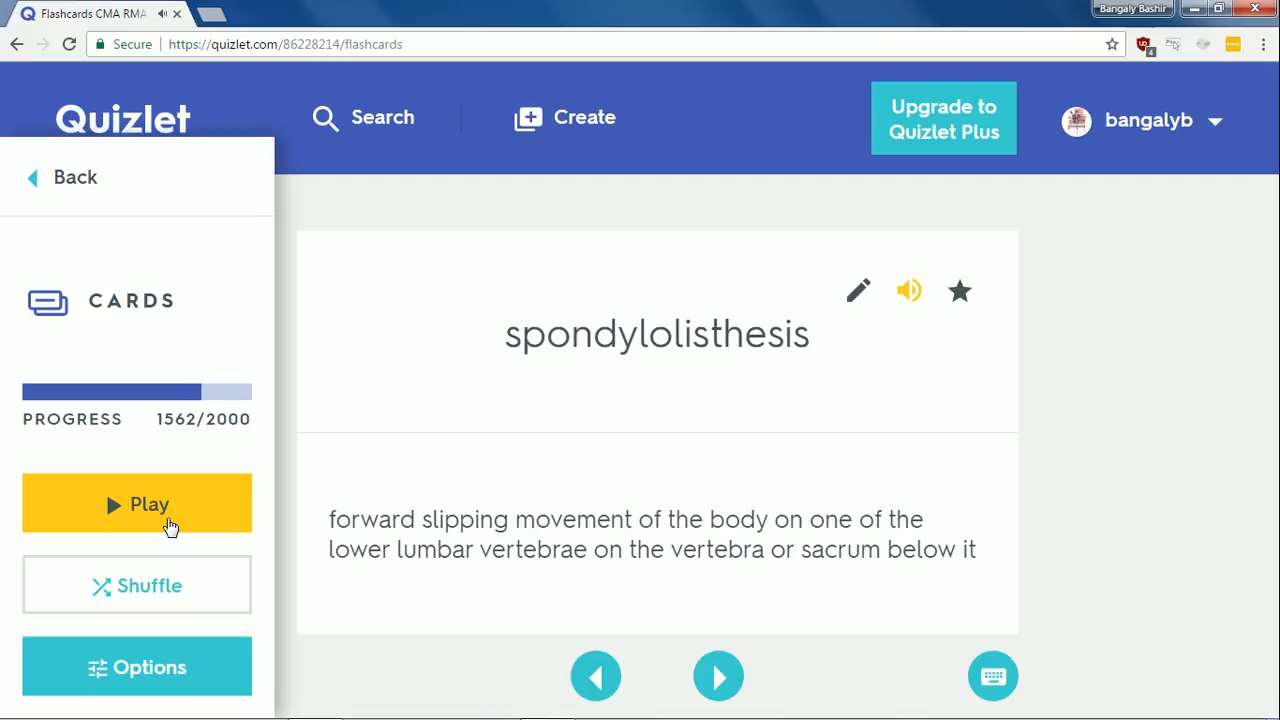 Flashcards CMA RMA
Bangaly Bashir
Secure
https://quizlet.com/86228214/flashcards
4
Quizlet
Search
Create
Upgrade to
Quizlet Plus
bangalyb
Back
CARDS
PROGRESS 1562/2000
Play
Shuffle
Options
spondylolisthesis
forward slipping movement of the body on one of the
lower lumbar vertebrae on the vertebra or sacrum below it